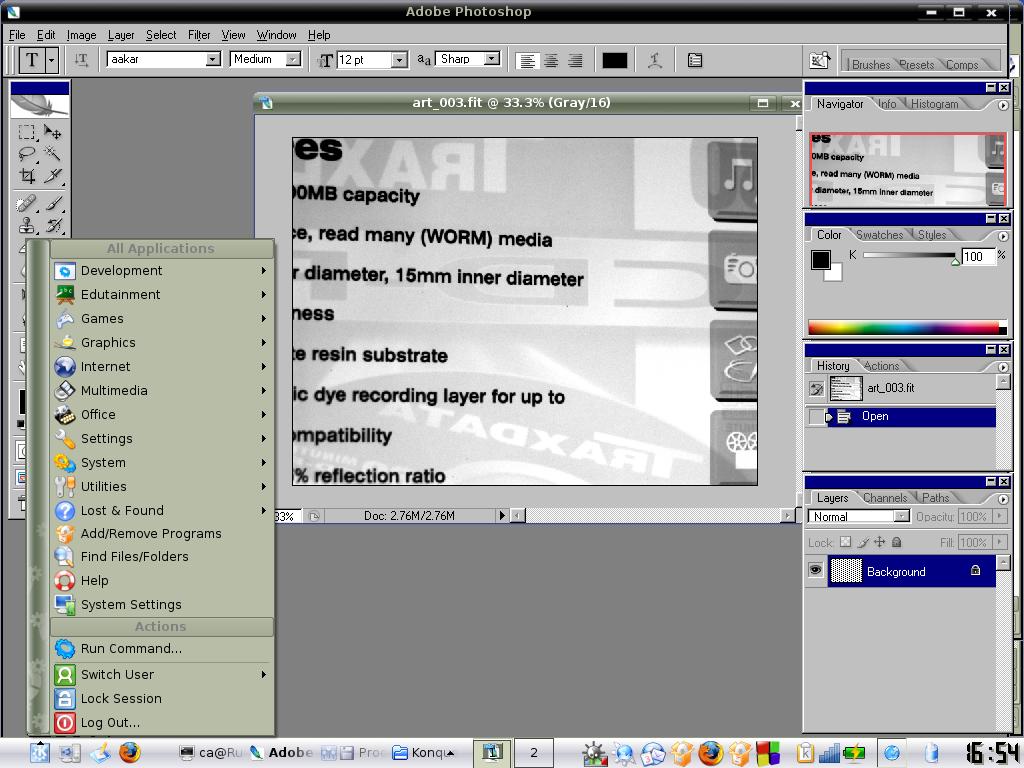 Adobe Photoshop
File Edit Image Layer Select Filter View Window Help
T T aakar Medium T 12 pt aa Sharp Brushes Presets Comps
art_003.fit @ 33.3% (Gray/16)
es
TRAXD
00MB capacity
e, read many (WORM) media
r diameter, 15mm inner diameter
ness
te resin substrate
ic dye recording layer for up to
ompatibility
TRAXDATA
% reflection ratio
33% Doc: 2.76M/2.76M
Navigator Info Histogram
es
00MB capacity
e, read many (WORM) media
diameter, 15mm inner diameter
Color Swatches Styles
K 100 %
History Actions
art_003.fit
Open
Layers Channels Paths
Normal Opacity: 100%
Lock: Fill: 100%
Background
All Applications
Development
Edutainment
Games
Graphics
Internet
Multimedia
Office
Settings
System
Utilities
Lost & Found
Add/Remove Programs
Find Files/Folders
Help
System Settings
Actions
Run Command...
Switch User
Lock Session
Log Out...
ca@Ru Adobe Proc Konqu 2 16:54